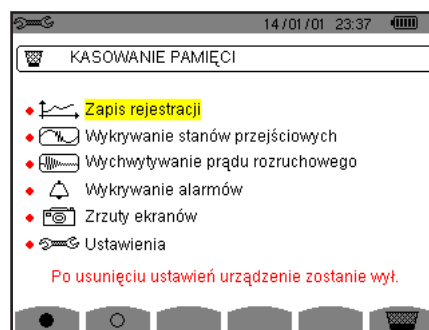 14/01/01 23:37
KASOWANIE PAMIĘCI
Zapis rejestracji
Wykrywanie stanów przejściowych
Wychwytywanie prądu rozruchowego
Wykrywanie alarmów
Zrzuty ekranów
Ustawienia
Po usunięciu ustawień urządzenie zostanie wył.